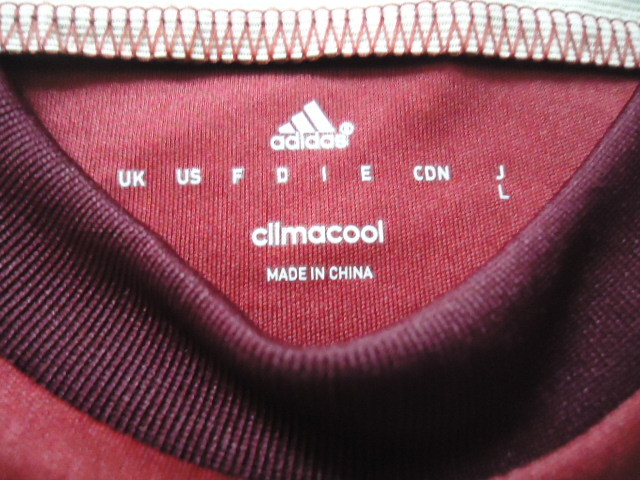 adidas®
UK US F D I E CDN J
L
climacool
MADE IN CHINA